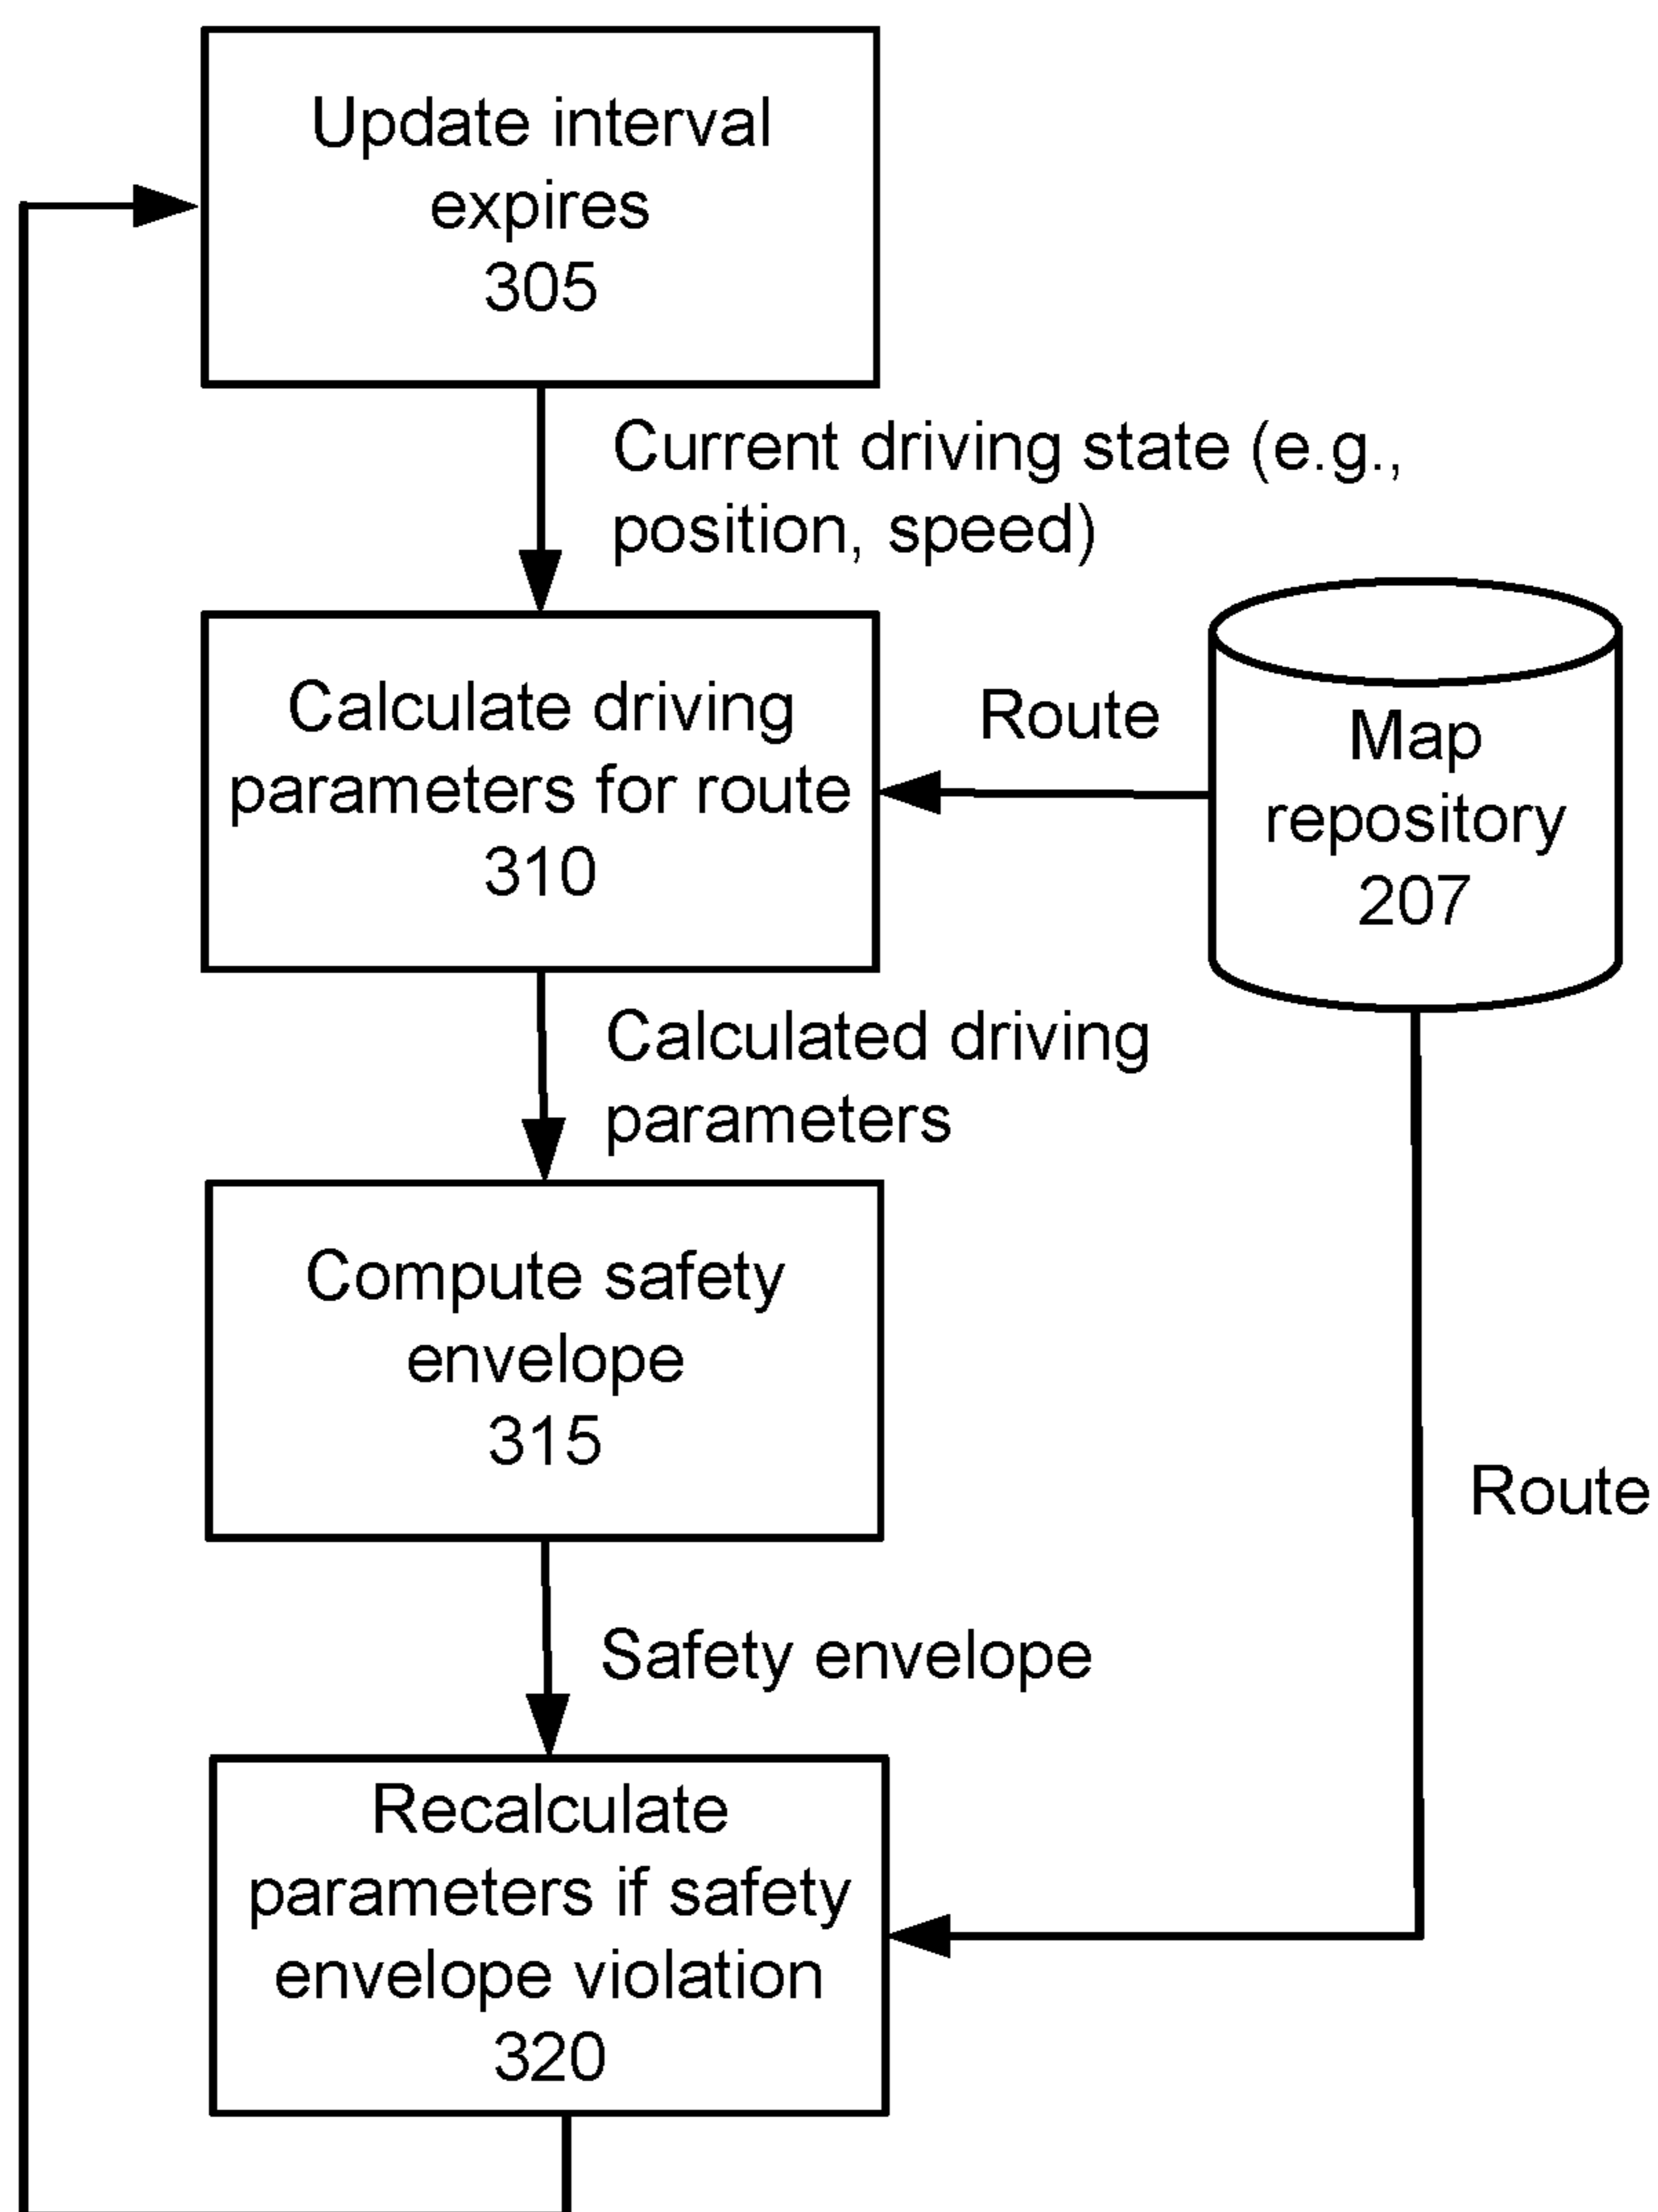 Update interval
expires
305
Current driving state (e.g.,
position, speed)
Calculate driving
parameters for route
310
Route
Map
repository
207
Calculated driving
parameters
Compute safety
envelope
315
Route
Safety envelope
Recalculate
parameters if safety
envelope violation
320